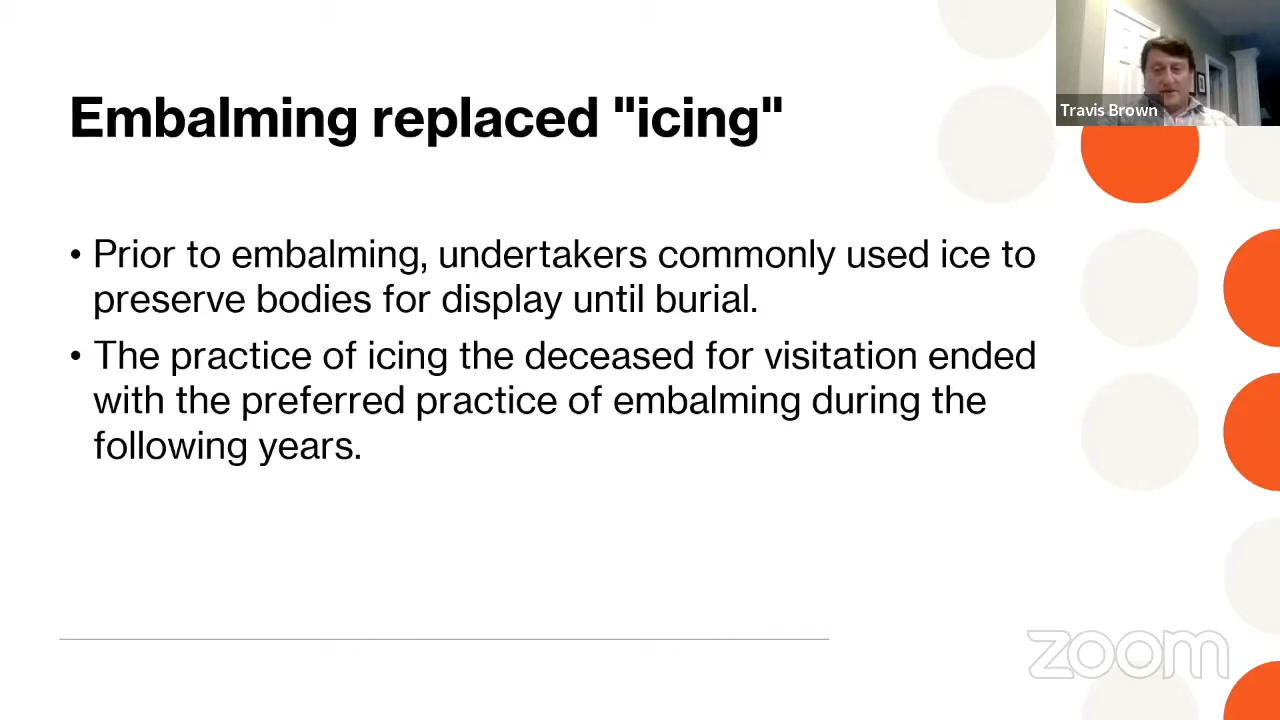 Travis Brown
Embalming replaced "icing"
• Prior to embalming, undertakers commonly used ice to
preserve bodies for display until burial.
• The practice of icing the deceased for visitation ended
with the preferred practice of embalming during the
following years.
zoom